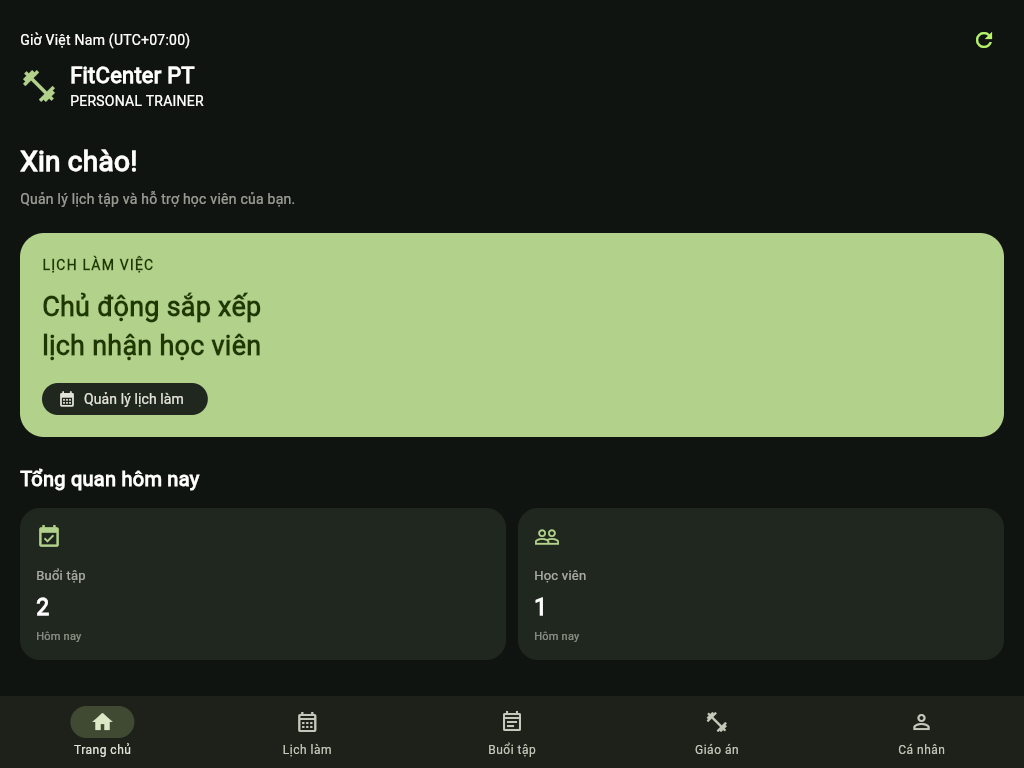 Giờ Việt Nam (UTC+07:00)
FitCenter PT
PERSONAL TRAINER
Xin chào!
Quản lý lịch tập và hỗ trợ học viên của bạn.
LỊCH LÀM VIỆC
Chủ động sắp xếp
lịch nhận học viên
Quản lý lịch làm
Tổng quan hôm nay
Buổi tập
2
Hôm nay
Học viên
1
Hôm nay
Trang chủ
Lịch làm
Buổi tập
Giáo án
Cá nhân